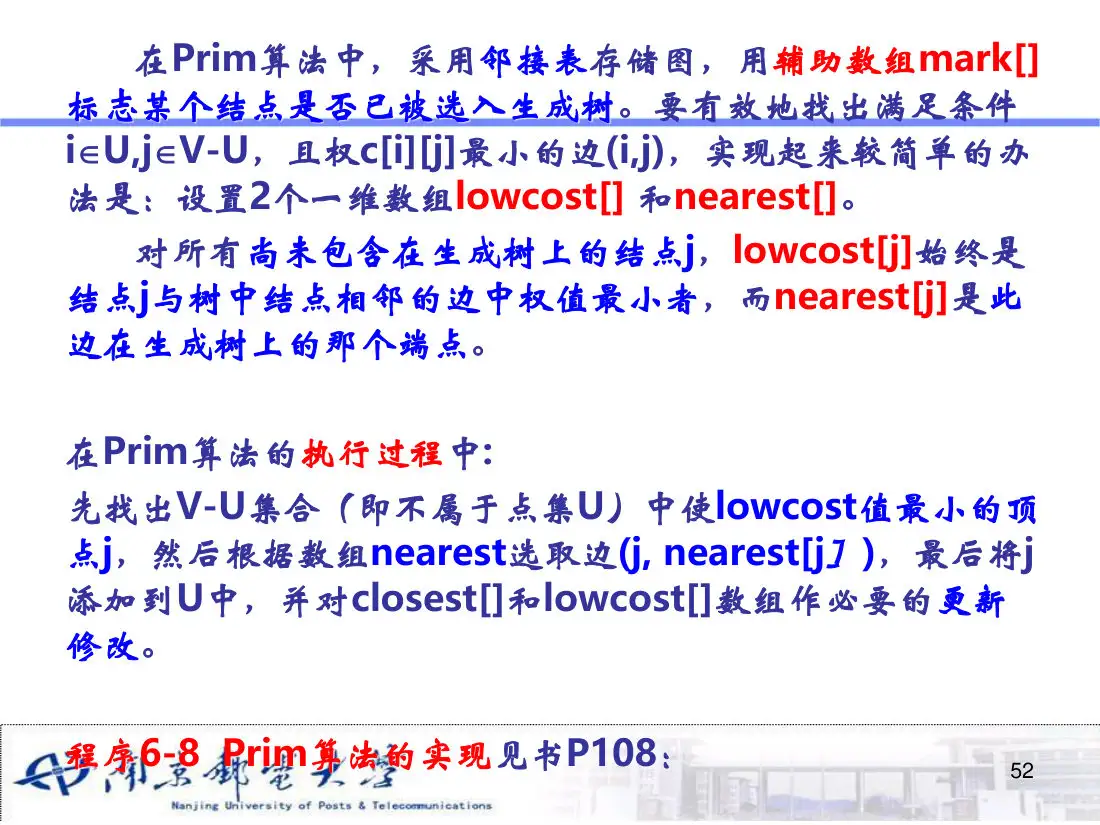 在Prim算法中，采用邻接表存储图，用辅助数组mark[]
标志某个结点是否已被选入生成树。要有效地找出满足条件
i∈U,j∈V-U，且权c[i][j]最小的边(i,j)，实现起来较简单的办
法是：设置2个一维数组lowcost[] 和nearest[]。
对所有尚未包含在生成树上的结点j，lowcost[j]始终是
结点j与树中结点相邻的边中权值最小者，而nearest[j]是此
边在生成树上的那个端点。
在Prim算法的执行过程中:
先找出V-U集合（即不属于点集U）中使lowcost值最小的顶
点j，然后根据数组nearest选取边(j, nearest[j］)，最后将j
添加到U中，并对closest[]和lowcost[]数组作必要的更新
修改。
程序6-8 Prim算法的实现见书P108：
南京邮电大学
Nanjing University of Posts & Telecommunications
52